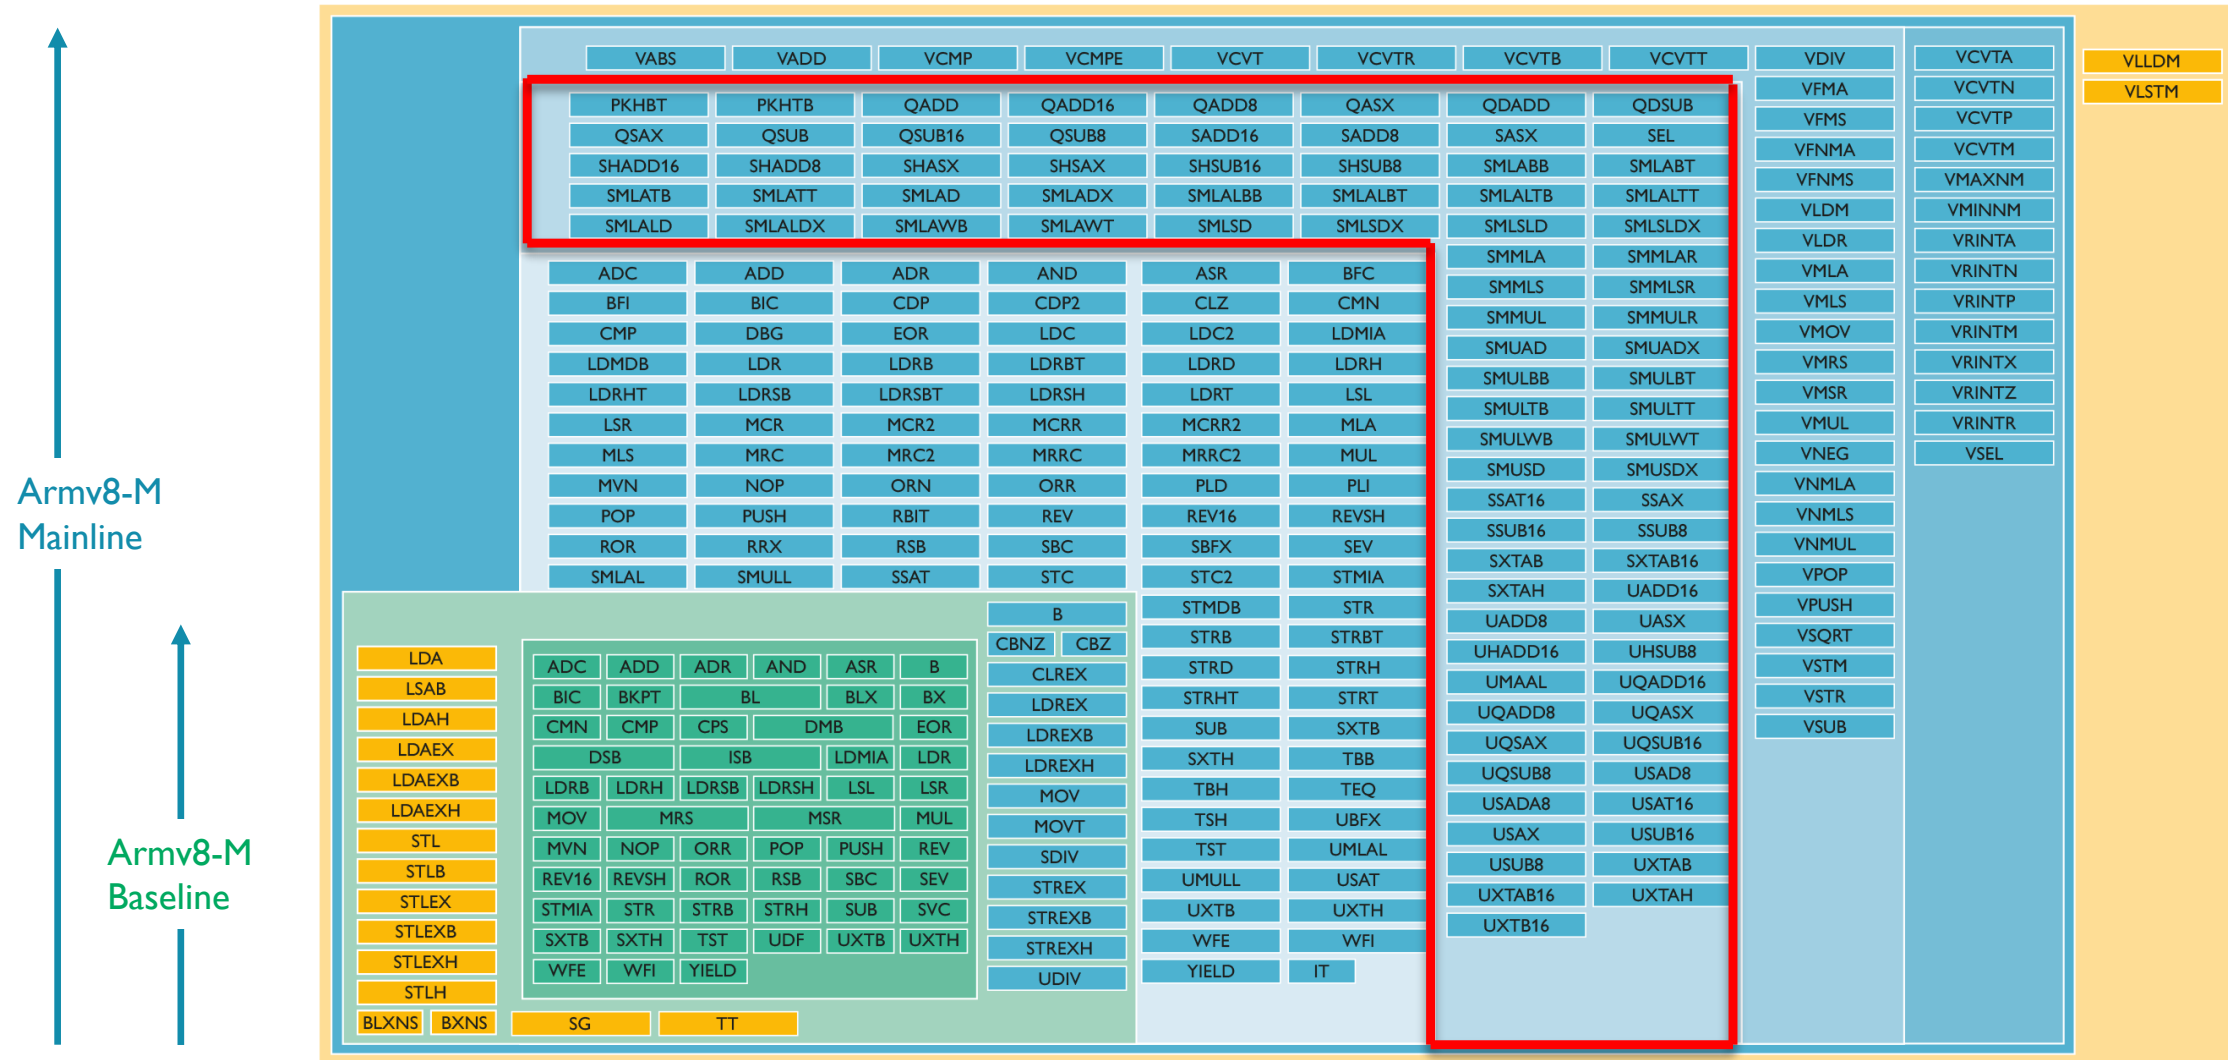 VABS VADD VCMP VCMPE VCVT VCVTR VCVTB VCVTT VDIV VCVTA VLLDM
VFMA VCVTN VLSTM
PKHBT PKHTB QADD QADD16 QADD8 QASX QDADD QDSUB
VFMS VCVTP
QSAX QSUB QSUB16 QSUB8 SADD16 SADD8 SASX SEL
VFNMA VCVTM
SHADD16 SHADD8 SHASX SHSAX SHSUB16 SHSUB8 SMLABB SMLABT
VFNMS VMAXNM
SMLATB SMLATT SMLAD SMLADX SMLALBB SMLALBT SMLALTB SMLALTT
VLDM VMINNM
SMLALD SMLALDX SMLAWB SMLAWT SMLSD SMLSDX SMLSLD SMLSLDX
VLDR VRINTA
SMMLA SMMLAR
ADC ADD ADR AND ASR BFC VMLA VRINTN
SMMLS SMMLSR
BFI BIC CDP CDP2 CLZ CMN VMLS VRINTP
SMMUL SMMULR
CMP DBG EOR LDC LDC2 LDMIA VMOV VRINTM
SMUAD SMUADX
LDMDB LDR LDRB LDRBT LDRD LDRH VMRS VRINTX
SMULBB SMULBT
LDRHT LDRSB LDRSBT LDRSH LDRT LSL VMSR VRINTZ
SMULTB SMULTT
LSR MCR MCR2 MCRR MCRR2 MLA VMUL VRINTR
SMULWB SMULWT
MLS MRC MRC2 MRRC MRRC2 MUL VNEG VSEL
SMUSD SMUSDX
MVN NOP ORN ORR PLD PLI VNMLA
SSAT16 SSAX
POP PUSH RBIT REV REV16 REVSH VNMLS
SSUB16 SSUB8
ROR RRX RSB SBC SBFX SEV VNMUL
SXTAB SXTAB16
SMLAL SMULL SSAT STC STC2 STMIA VPOP
SXTAH UADD16
STMDB STR VPUSH
UADD8 UASX
STRB STRBT VSQRT
UHADD16 UHSUB8
STRD STRH VSTM
UMAAL UQADD16
STRHT STRT VSTR
UQADD8 UQASX
SUB SXTB VSUB
UQSAX UQSUB16
SXTH TBB
UQSUB8 USAD8
TBH TEQ
USADA8 USAT16
TSH UBFX
USAX USUB16
TST UMLAL
USUB8 UXTAB
UMULL USAT
UXTAB16 UXTAH
UXTB UXTH
UXTB16
WFE WFI
YIELD IT
B
CBNZ CBZ
CLREX
LDREX
LDREXB
LDREXH
MOV
MOVT
SDIV
STREX
STREXB
STREXH
UDIV
ADC ADD ADR AND ASR B
BIC BKPT BL BLX BX
CMN CMP CPS DMB EOR
DSB ISB LDMIA LDR
LDRB LDRH LDRSB LDRSH LSL LSR
MOV MRS MSR MUL
MVN NOP ORR POP PUSH REV
REV16 REVSH ROR RSB SBC SEV
STMIA STR STRB STRH SUB SVC
SXTB SXTH TST UDF UXTB UXTH
WFE WFI YIELD
LDA
LSAB
LDAH
LDAEX
LDAEXB
LDAEXH
STL
STLB
STLEX
STLEXB
STLEXH
STLH
BLXNS BXNS SG TT
Armv8-M
Mainline
Armv8-M
Baseline